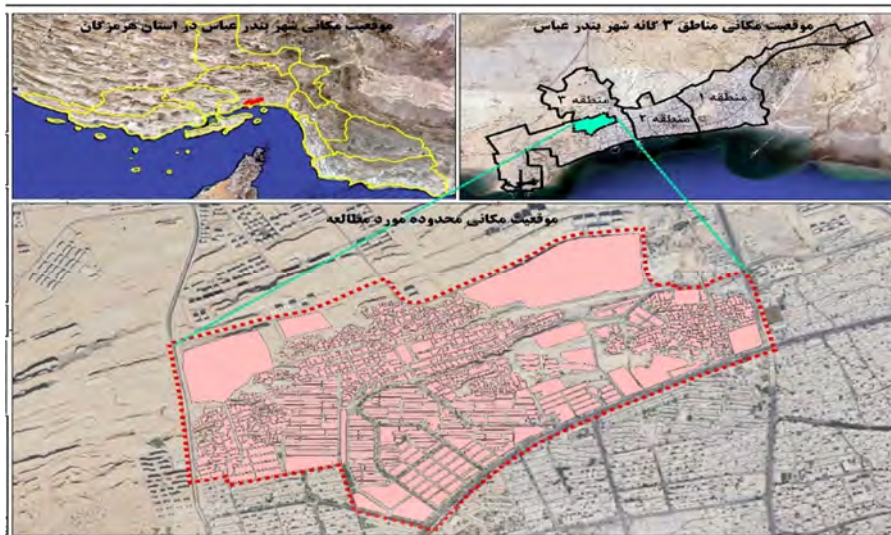 موقعیت مکانی مناطق ۳ گانه شهر بندر عباس
منطقه ۱
منطقه ۲
منطقه ۳
موقعیت مکانی شهر بندر عباس در استان هرمزگان
موقعیت مکانی محدوده مورد مطالعه